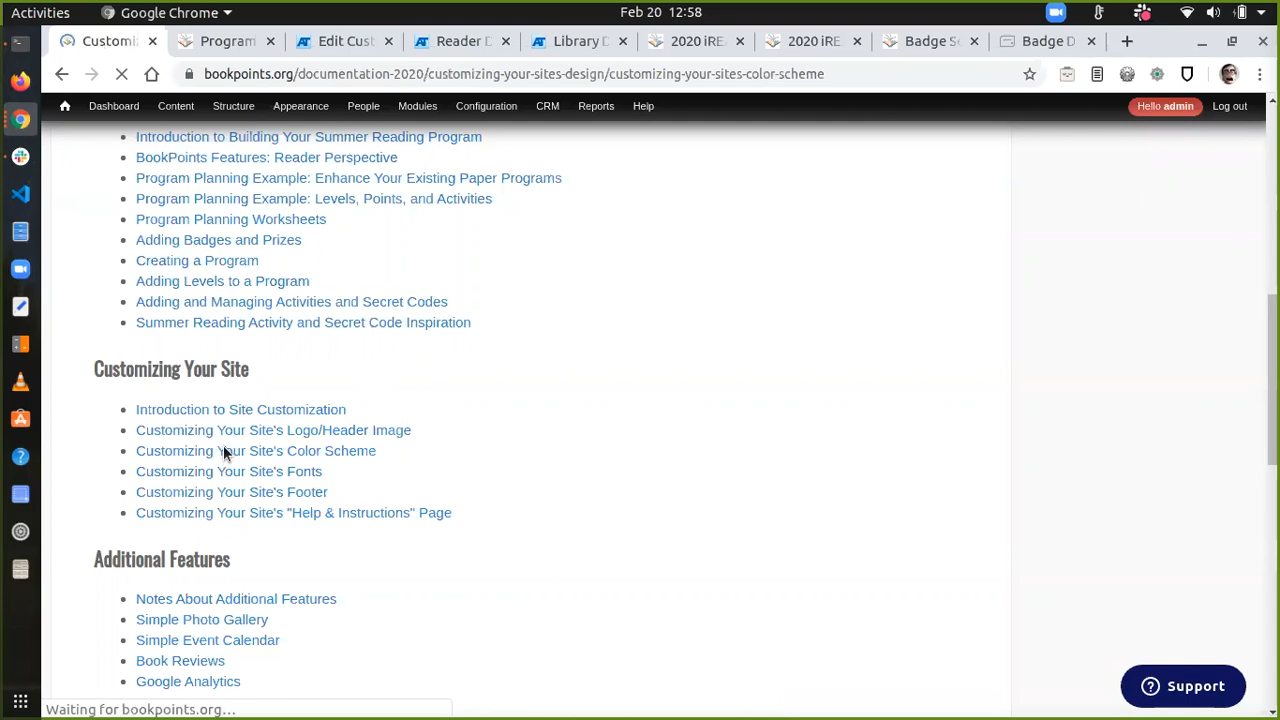 Activities
Google Chrome
Feb 20 12:58
Customi
Program
Edit Cust
Reader D
Library D
2020 iRE
2020 iRE
Badge Se
Badge D
bookpoints.org/documentation-2020/customizing-your-sites-design/customizing-your-sites-color-scheme
Dashboard Content Structure Appearance People Modules Configuration CRM Reports Help Hello admin Log out
Introduction to Building Your Summer Reading Program
BookPoints Features: Reader Perspective
Program Planning Example: Enhance Your Existing Paper Programs
Program Planning Example: Levels, Points, and Activities
Program Planning Worksheets
Adding Badges and Prizes
Creating a Program
Adding Levels to a Program
Adding and Managing Activities and Secret Codes
Summer Reading Activity and Secret Code Inspiration
Customizing Your Site
Introduction to Site Customization
Customizing Your Site's Logo/Header Image
Customizing Your Site's Color Scheme
Customizing Your Site's Fonts
Customizing Your Site's Footer
Customizing Your Site's "Help & Instructions" Page
Additional Features
Notes About Additional Features
Simple Photo Gallery
Simple Event Calendar
Book Reviews
Google Analytics
Support
Waiting for bookpoints.org...